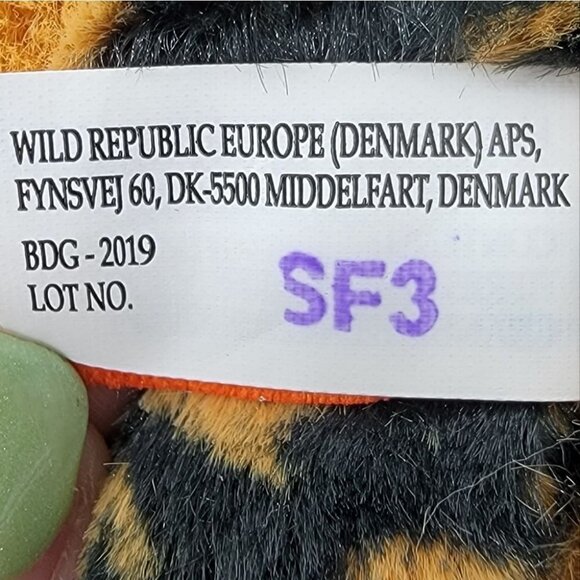 WILD REPUBLIC EUROPE (DENMARK) APS,
FYNSVEJ 60, DK-5500 MIDDELFART, DENMARK
BDG - 2019
LOT NO. SF3